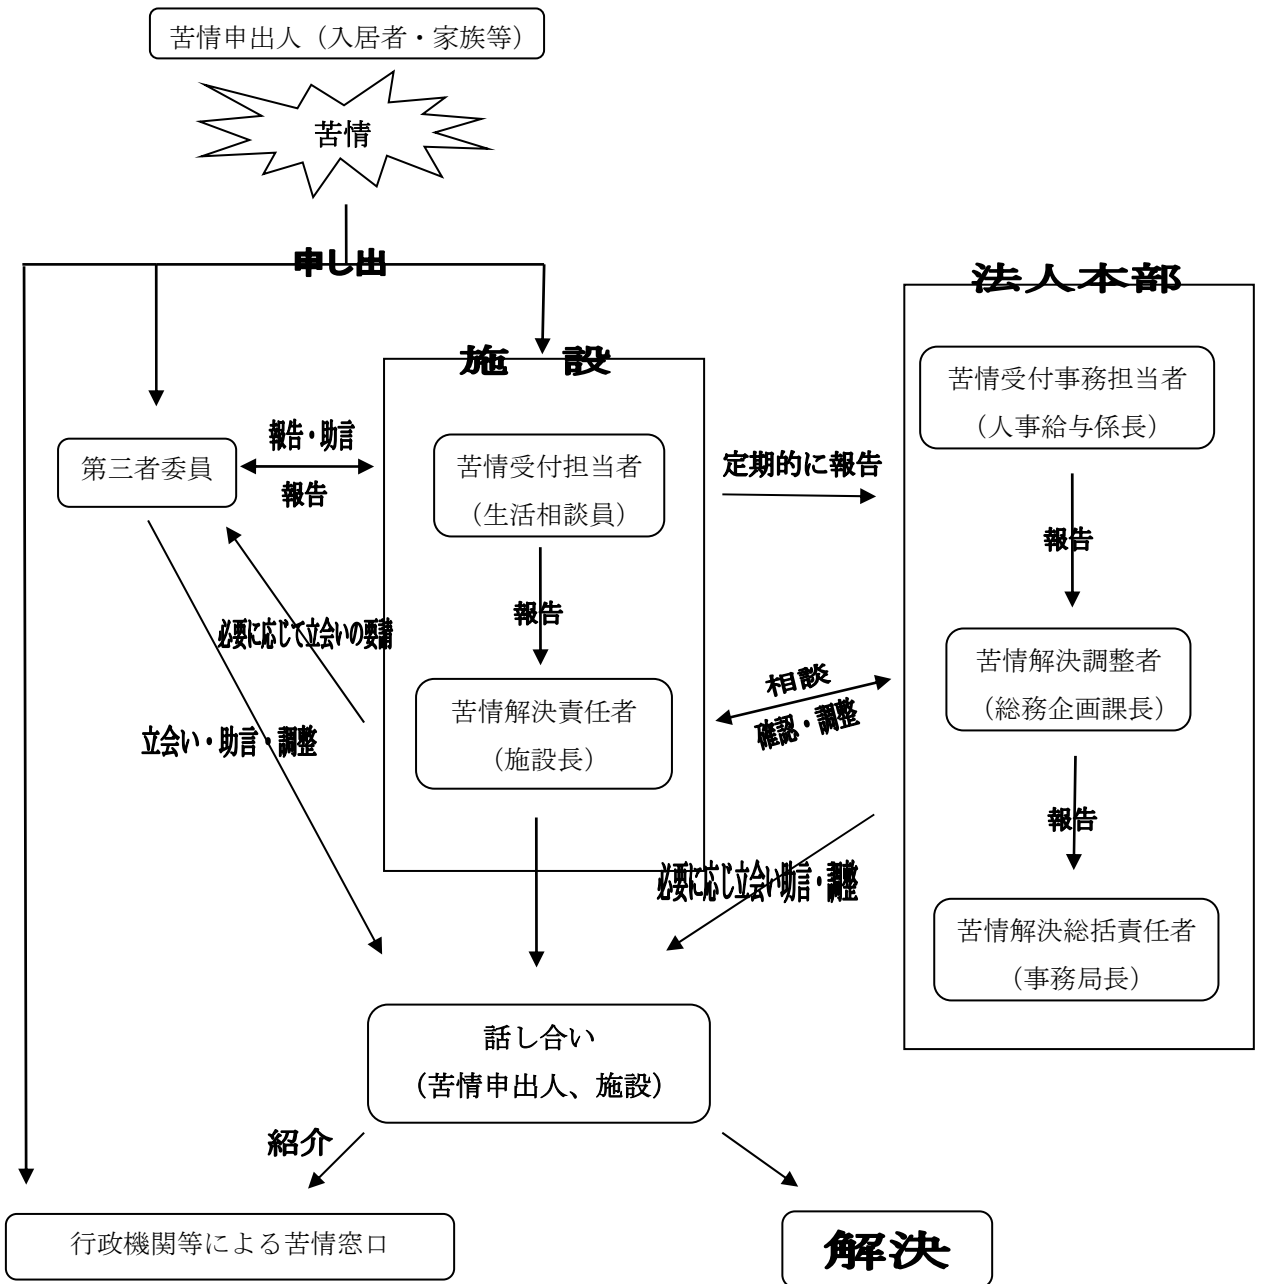 苦情申出人（入居者・家族等）
苦情
申し出
法人本部
施　設
苦情受付事務担当者
（人事給与係長）
報告・助言
第三者委員
報告
苦情受付担当者
（生活相談員）
定期的に報告
報告
報告
必要に応じて立会いの要請
苦情解決責任者
（施設長）
相談
確認・調整
苦情解決調整者
（総務企画課長）
立会い・助言・調整
報告
必要に応じ立会い助言・調整
苦情解決総括責任者
（事務局長）
話し合い
（苦情申出人、施設）
紹介
行政機関等による苦情窓口
解決